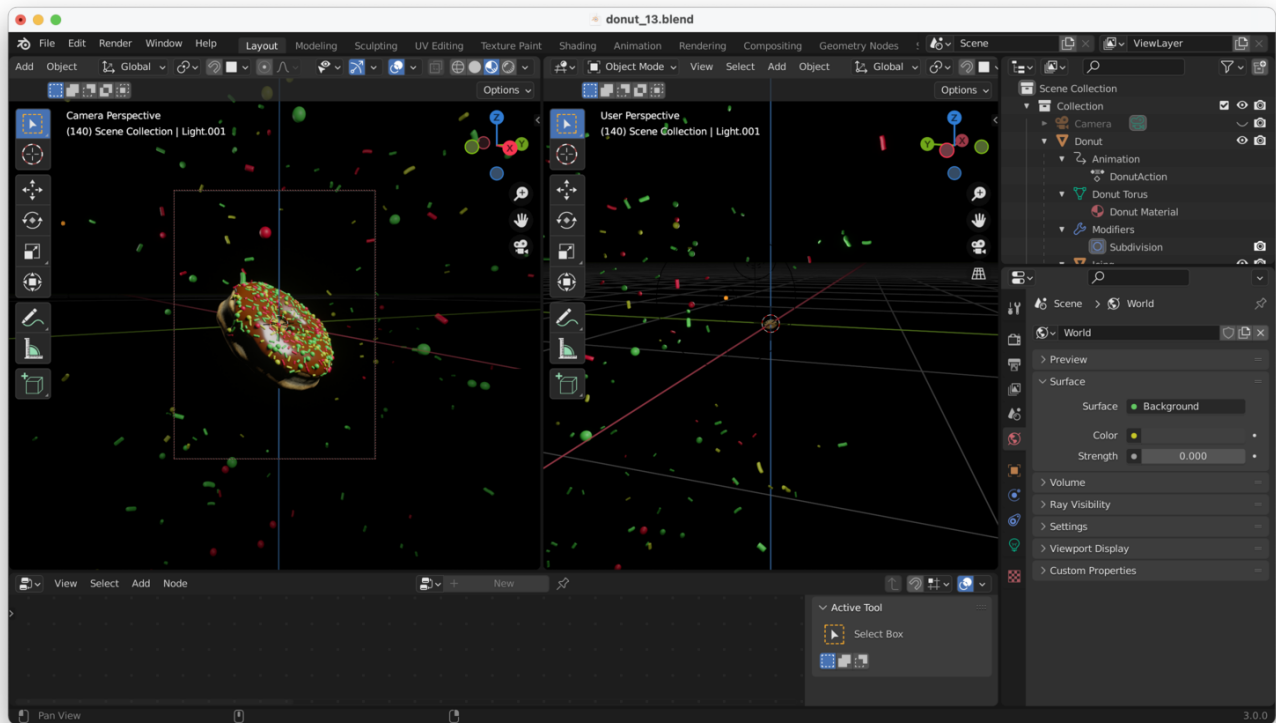 donut_13.blend
File Edit Render Window Help Layout Modeling Sculpting UV Editing Texture Paint Shading Animation Rendering Compositing Geometry Nodes Scene ViewLayer
Add Object Global Options
Camera Perspective
(140) Scene Collection | Light.001
Z
Y
X
Object Mode View Select Add Object Global
Options
User Perspective
(140) Scene Collection | Light.001
Z
Y
X
Scene Collection
Collection
Camera
Donut
Animation
DonutAction
Donut Torus
Donut Material
Modifiers
Subdivision
Scene > World
World
Preview
Surface
Surface Background
Color
Strength 0.000
Volume
Ray Visibility
Settings
Viewport Display
Custom Properties
View Select Add Node New
Active Tool
Select Box
Pan View
3.0.0